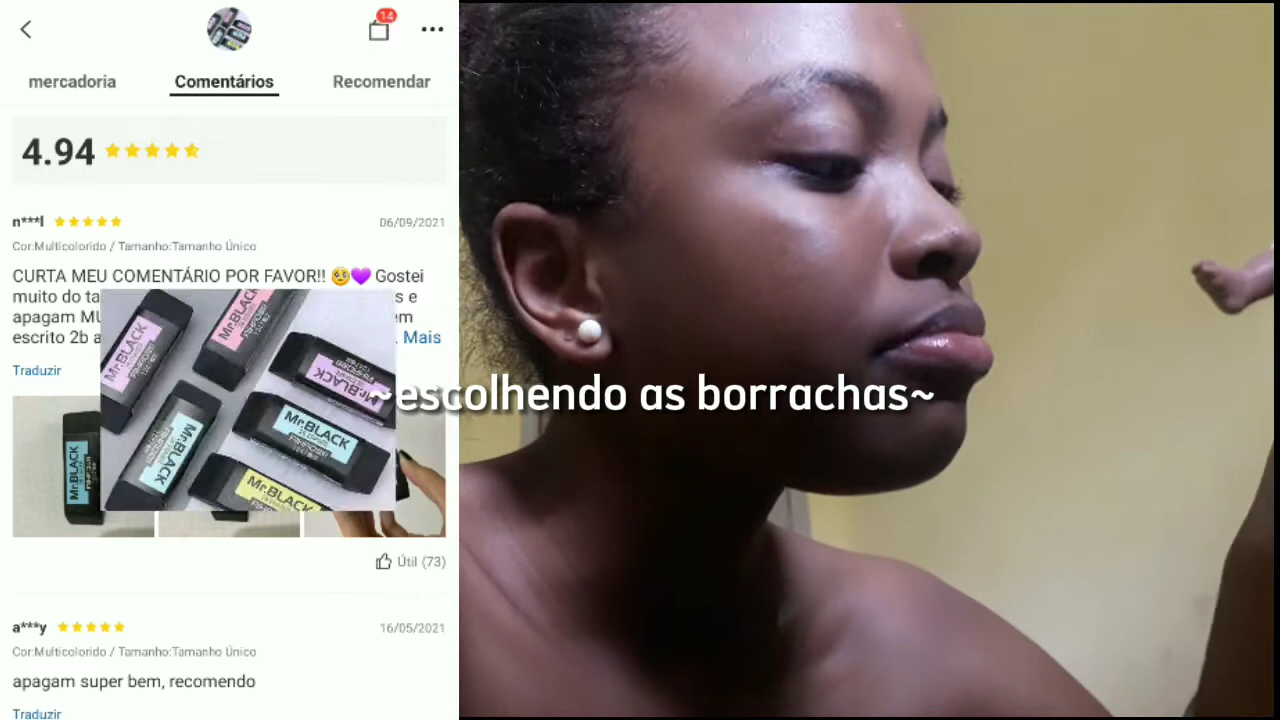 14
mercadoria
Comentários
Recomendar
4.94
n***l
06/09/2021
Cor:Multicolorido / Tamanho:Tamanho Único
CURTA MEU COMENTÁRIO POR FAVOR!! 🥹💜 Gostei
muito do ta s e
apagam MU em
escrito 2b a . Mais
Traduzir
Mr.BLACK
Mr.BLACK
Mr.BLACK
Mr.BLACK
Mr.BLACK
Mr.BLACK
Mr.BLACK
~escolhendo as borrachas~
Útil (73)
a***y
16/05/2021
Cor:Multicolorido / Tamanho:Tamanho Único
apagam super bem, recomendo
Traduzir